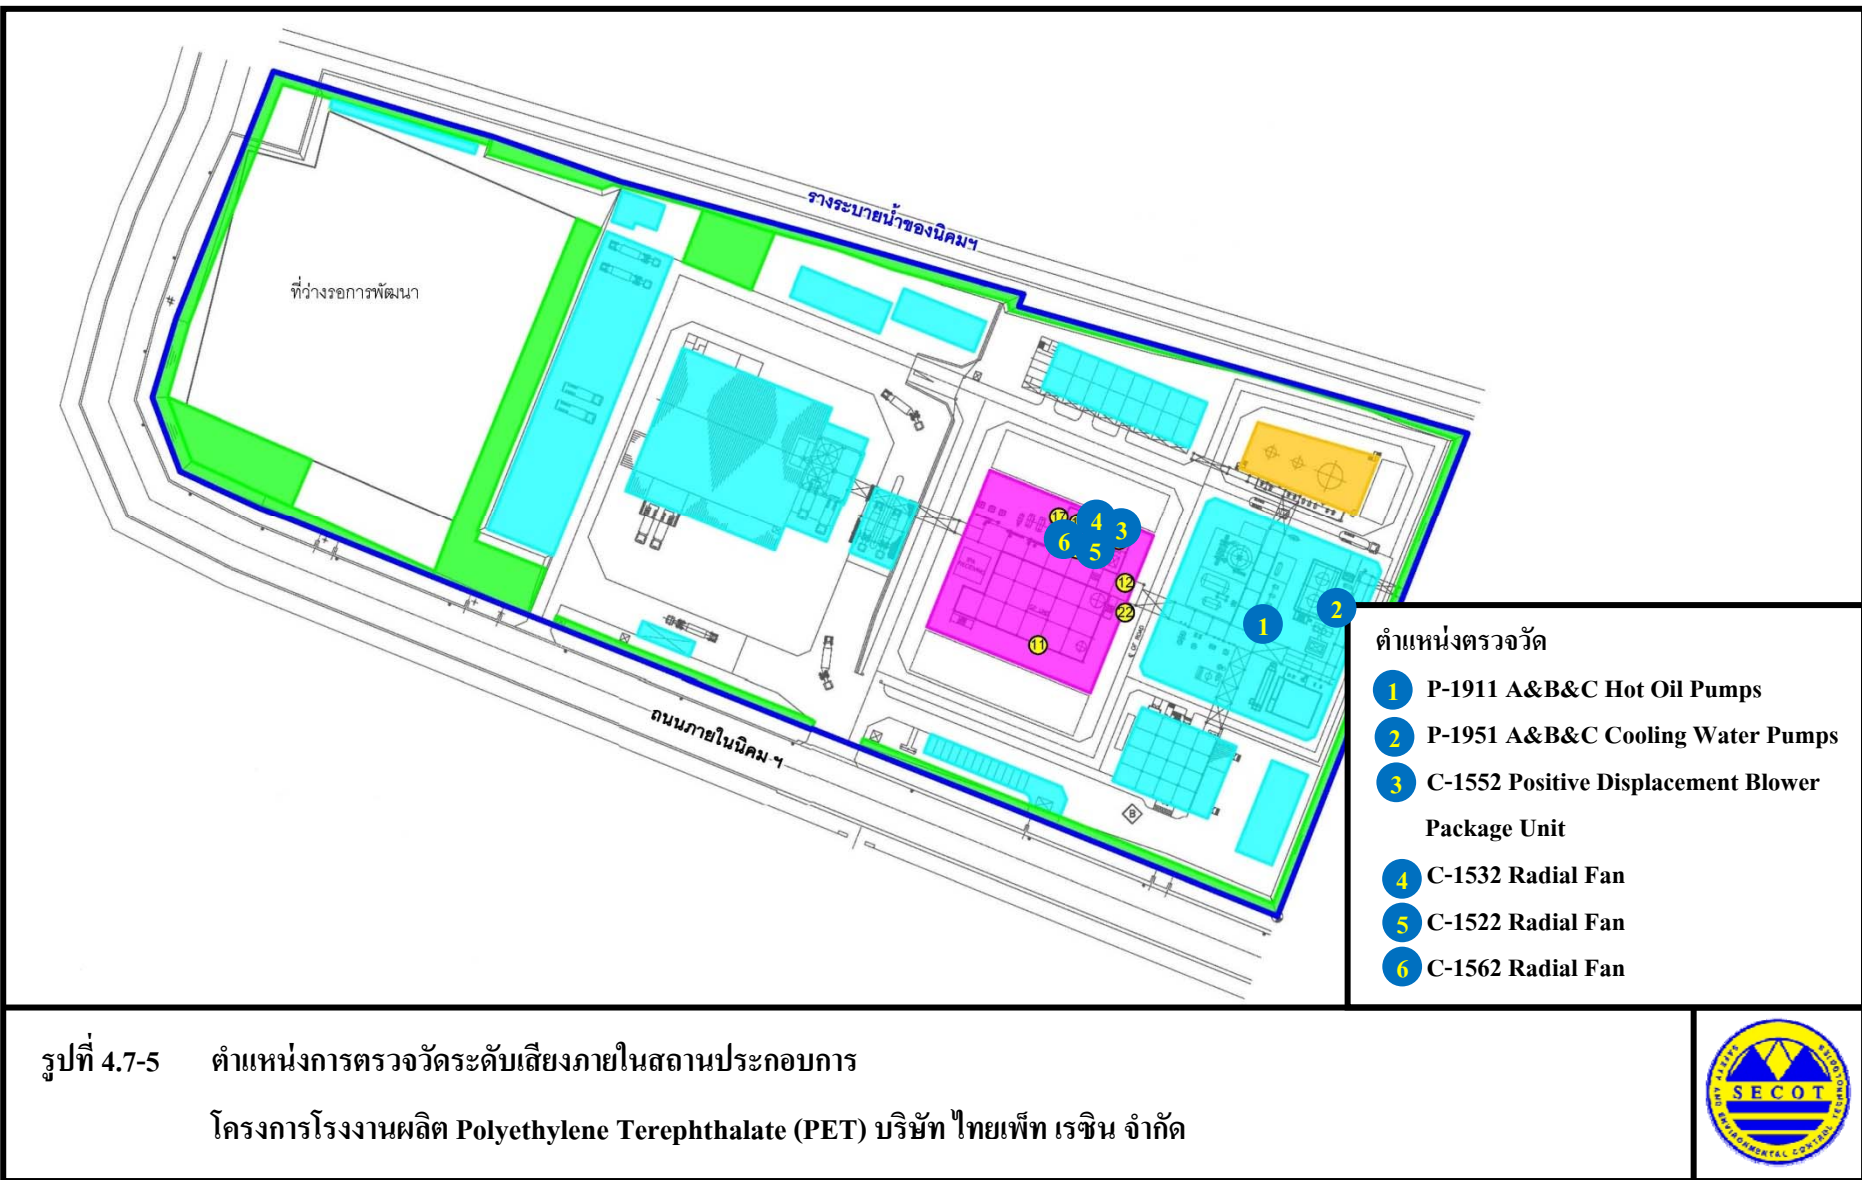 รางระบายน้ำของนิคมฯ
ที่ว่างรอการพัฒนา
17
4
3
6
5
12
22
11
1
2
B
ถนนภายในนิคม ฯ
ตำแหน่งตรวจวัด
1 P-1911 A&B&C Hot Oil Pumps
2 P-1951 A&B&C Cooling Water Pumps
3 C-1552 Positive Displacement Blower
Package Unit
4 C-1532 Radial Fan
5 C-1522 Radial Fan
6 C-1562 Radial Fan
รูปที่ 4.7-5 ตำแหน่งการตรวจวัดระดับเสียงภายในสถานประกอบการ
โครงการโรงงานผลิต Polyethylene Terephthalate (PET) บริษัท ไทยเพ็ท เรซิน จำกัด
SECOT
SAFETY AND ENVIRONMENTAL CONTROL TECHNOLOGIES